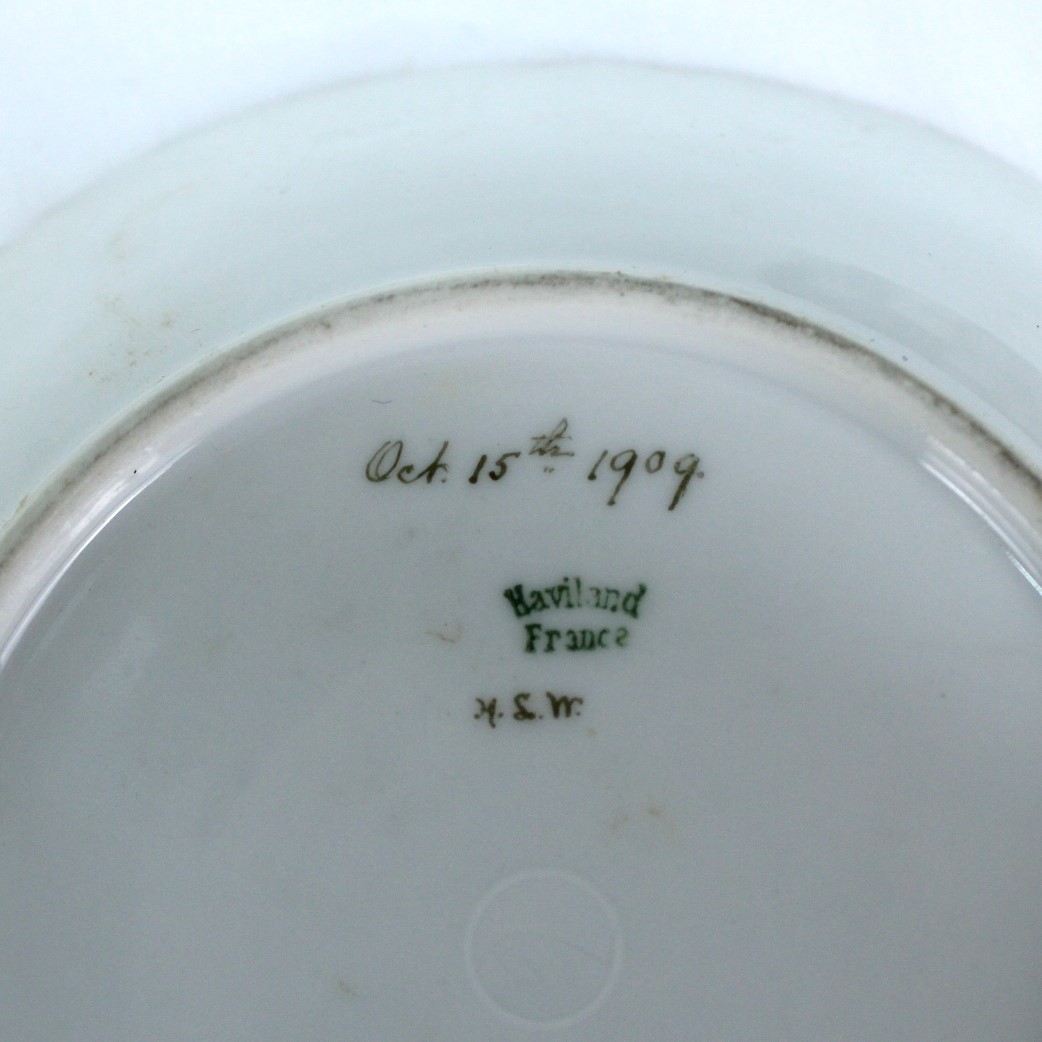 Oct. 15th 1909.
Haviland
France
H.L.W.